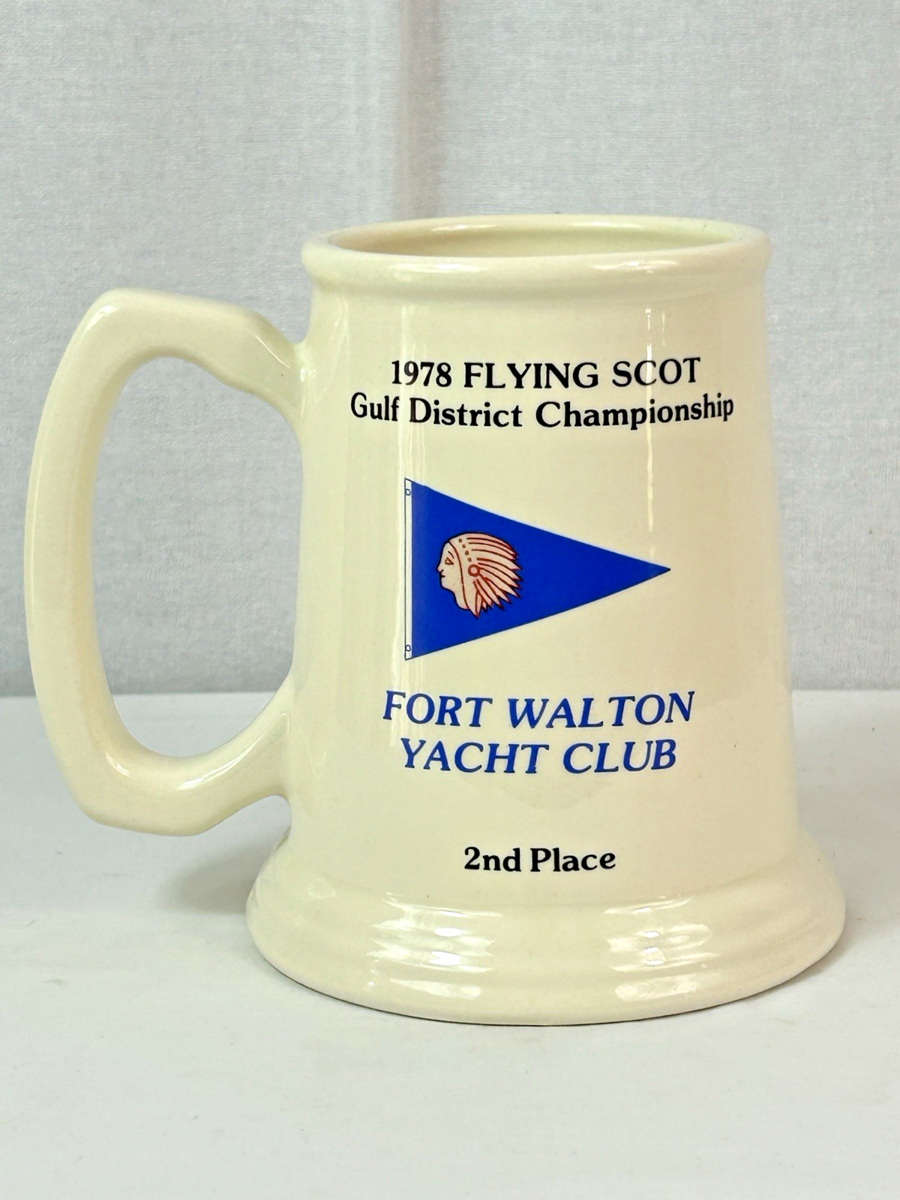 1978 FLYING SCOT
Gulf District Championship
FORT WALTON
YACHT CLUB
2nd Place